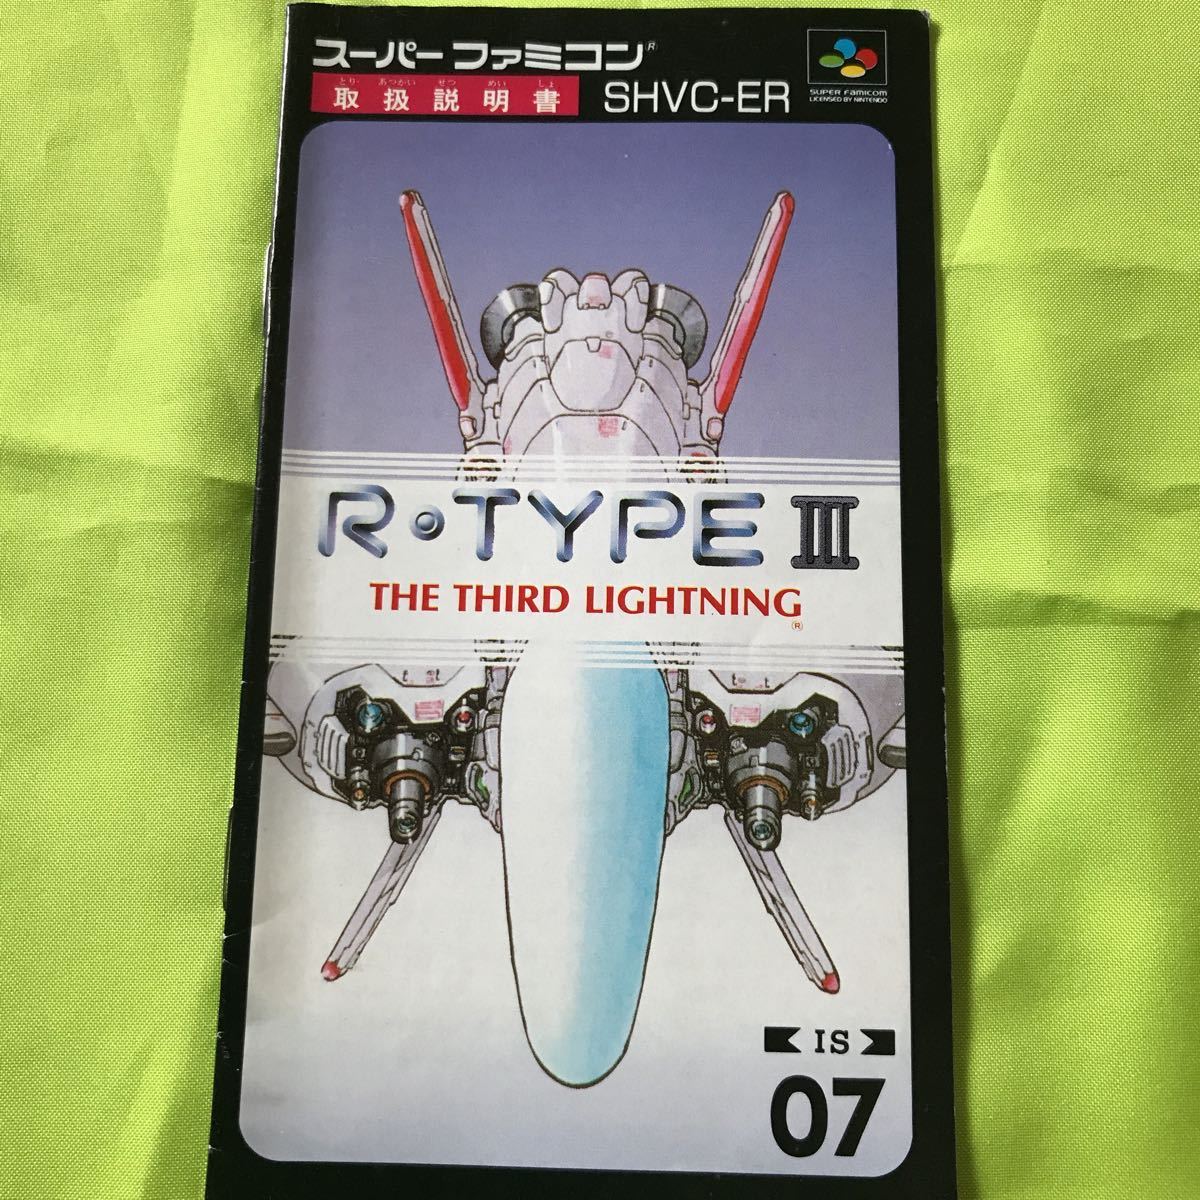 スーパーファミコン®
とり あつかい せつ めい しょ
取扱説明書
SHVC-ER
SUPER FAMICOM
LICENSED BY NINTENDO
R・TYPE III
THE THIRD LIGHTNING
®
IS
07